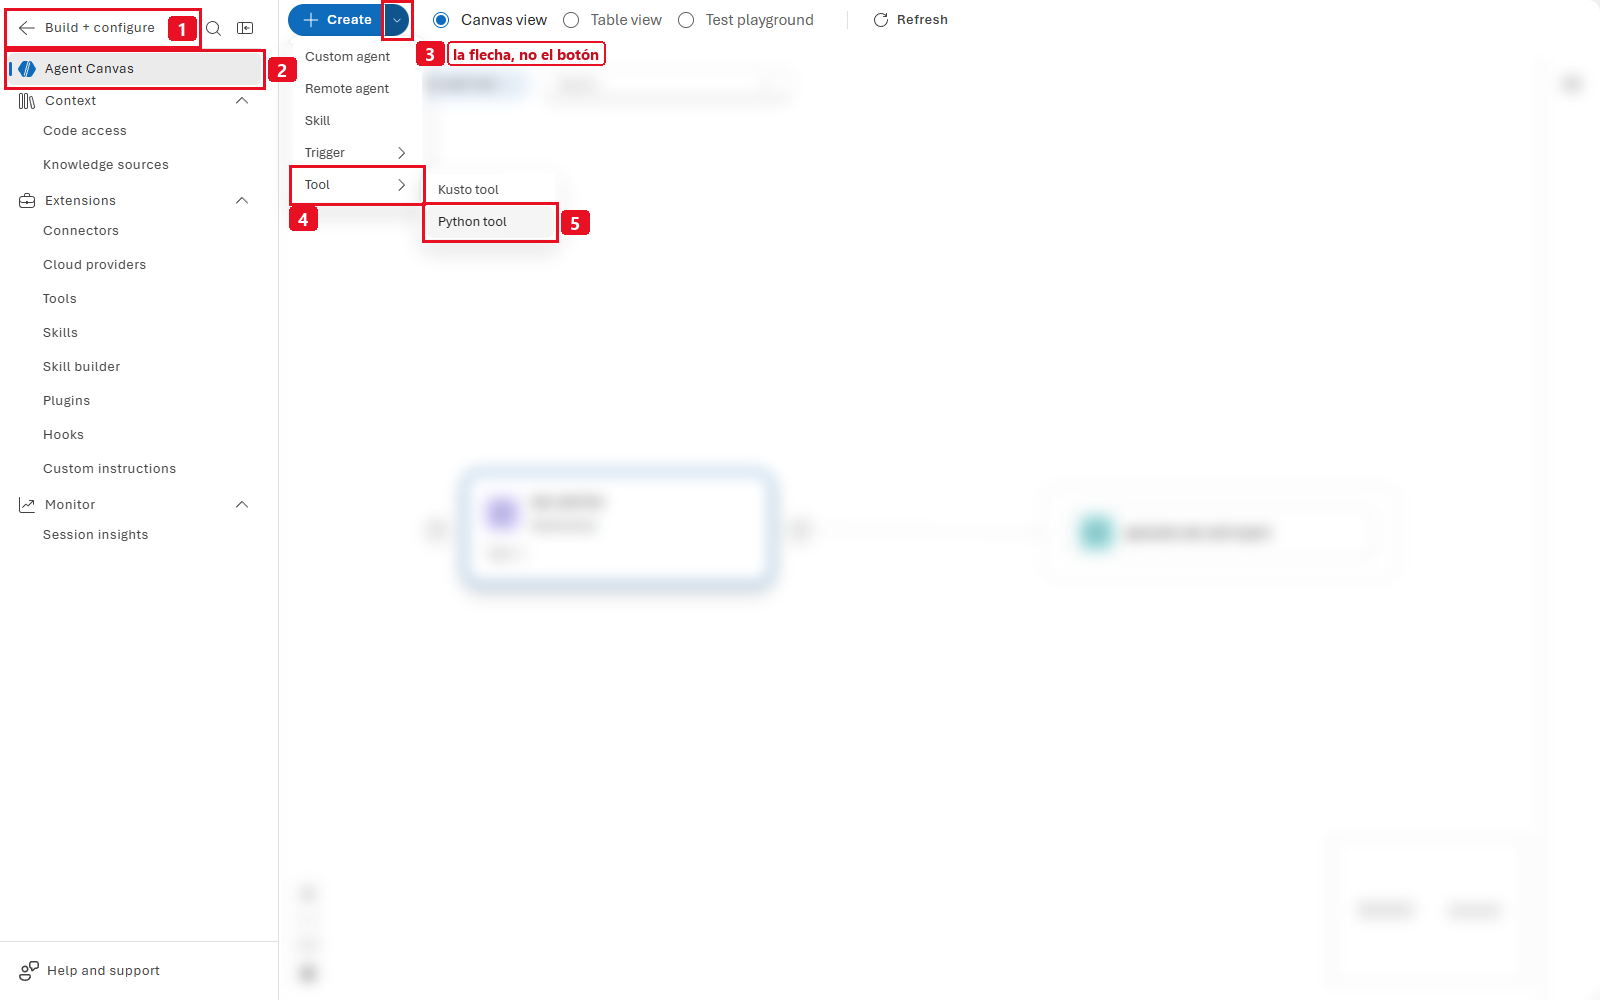 Build + configure
1
Agent Canvas
2
Context
Code access
Knowledge sources
Extensions
Connectors
Cloud providers
Tools
Skills
Skill builder
Plugins
Hooks
Custom instructions
Monitor
Session insights
Help and support
Create
Canvas view
Table view
Test playground
Refresh
3
la flecha, no el botón
Custom agent
Remote agent
Skill
Trigger
Tool
4
Kusto tool
Python tool
5